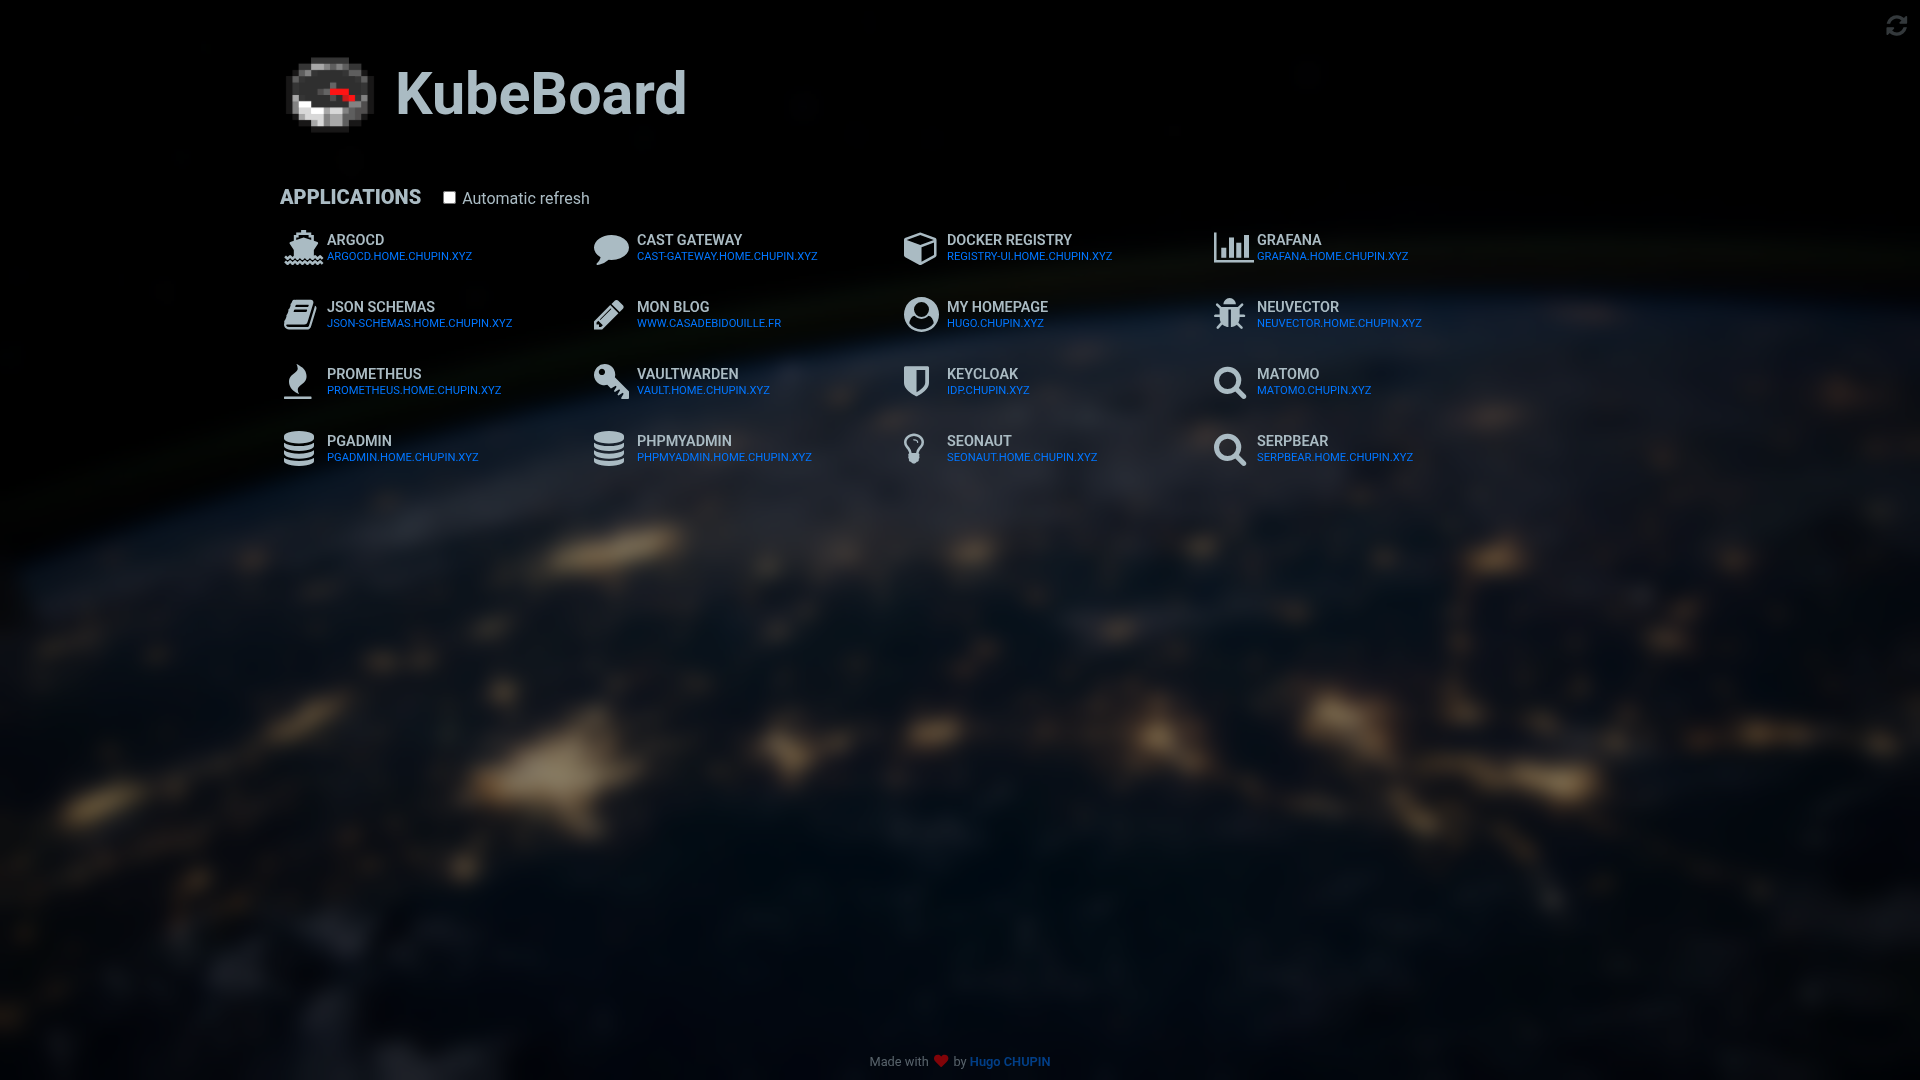 KubeBoard
APPLICATIONS Automatic refresh
ARGOCD
ARGOCD.HOME.CHUPIN.XYZ
CAST GATEWAY
CAST-GATEWAY.HOME.CHUPIN.XYZ
DOCKER REGISTRY
REGISTRY-UI.HOME.CHUPIN.XYZ
GRAFANA
GRAFANA.HOME.CHUPIN.XYZ
JSON SCHEMAS
JSON-SCHEMAS.HOME.CHUPIN.XYZ
MON BLOG
WWW.CASADEBIDOUILLE.FR
MY HOMEPAGE
HUGO.CHUPIN.XYZ
NEUVECTOR
NEUVECTOR.HOME.CHUPIN.XYZ
PROMETHEUS
PROMETHEUS.HOME.CHUPIN.XYZ
VAULTWARDEN
VAULT.HOME.CHUPIN.XYZ
KEYCLOAK
IDP.CHUPIN.XYZ
MATOMO
MATOMO.CHUPIN.XYZ
PGADMIN
PGADMIN.HOME.CHUPIN.XYZ
PHPMYADMIN
PHPMYADMIN.HOME.CHUPIN.XYZ
SEONAUT
SEONAUT.HOME.CHUPIN.XYZ
SERPBEAR
SERPBEAR.HOME.CHUPIN.XYZ
Made with ❤ by Hugo CHUPIN